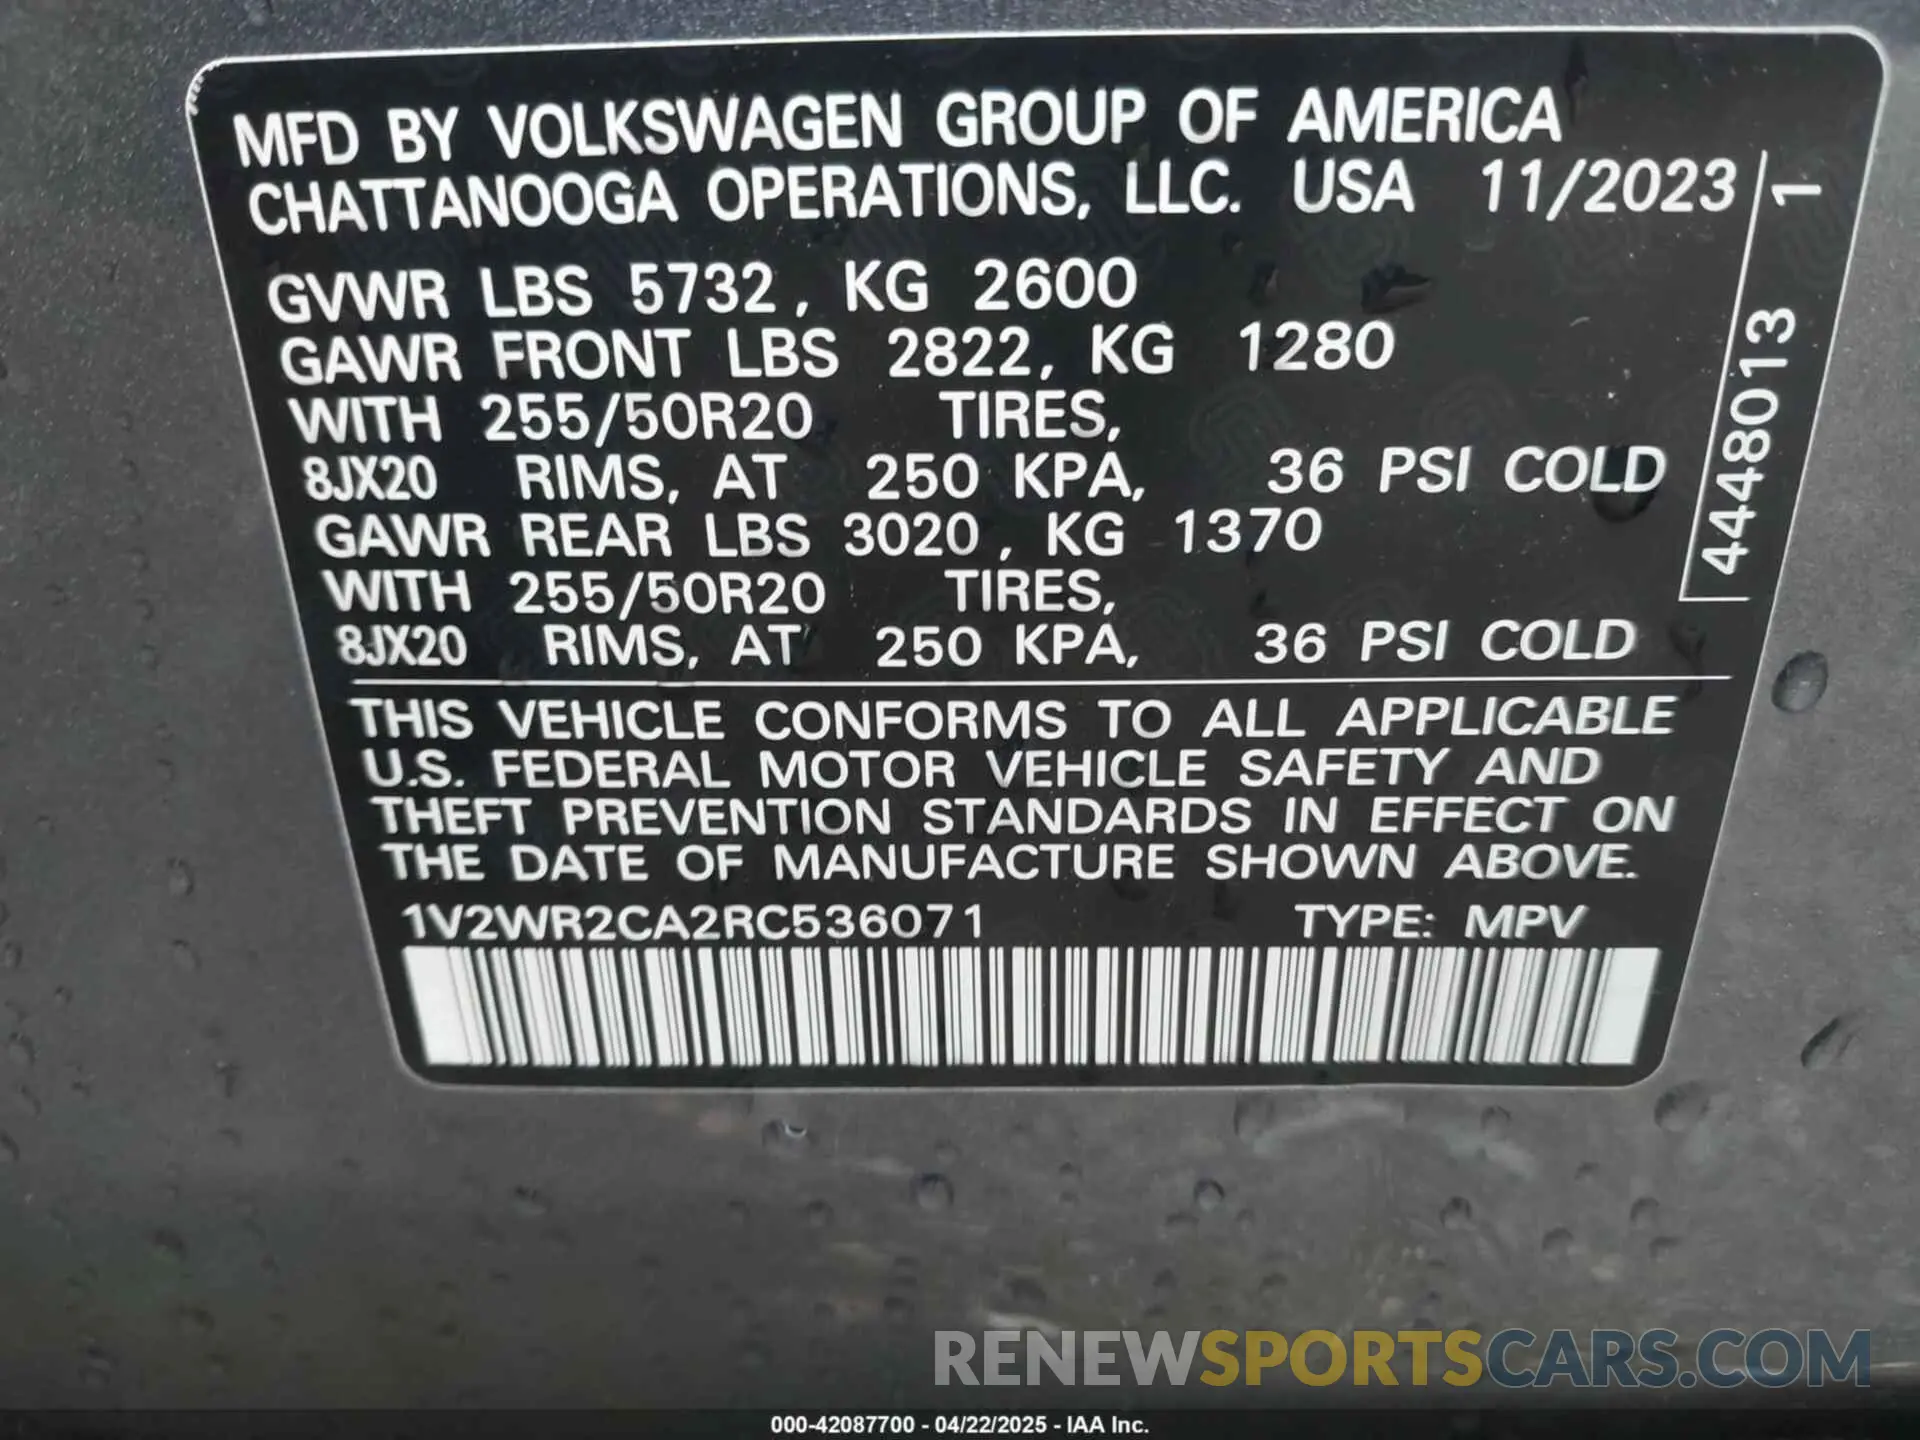 MFD BY VOLKSWAGEN GROUP OF AMERICA
CHATTANOOGA OPERATIONS, LLC. USA 11/2023
GVWR LBS 5732, KG 2600
GAWR FRONT LBS 2822, KG 1280
WITH 255/50R20 TIRES,
8JX20 RIMS, AT 250 KPA, 36 PSI COLD
GAWR REAR LBS 3020, KG 1370
WITH 255/50R20 TIRES,
8JX20 RIMS, AT 250 KPA, 36 PSI COLD
4448013 1
THIS VEHICLE CONFORMS TO ALL APPLICABLE
U.S. FEDERAL MOTOR VEHICLE SAFETY AND
THEFT PREVENTION STANDARDS IN EFFECT ON
THE DATE OF MANUFACTURE SHOWN ABOVE.
1V2WR2CA2RC536071 TYPE: MPV
RENEWSPORTSCARS.COM
000-42087700 - 04/22/2025 - IAA Inc.